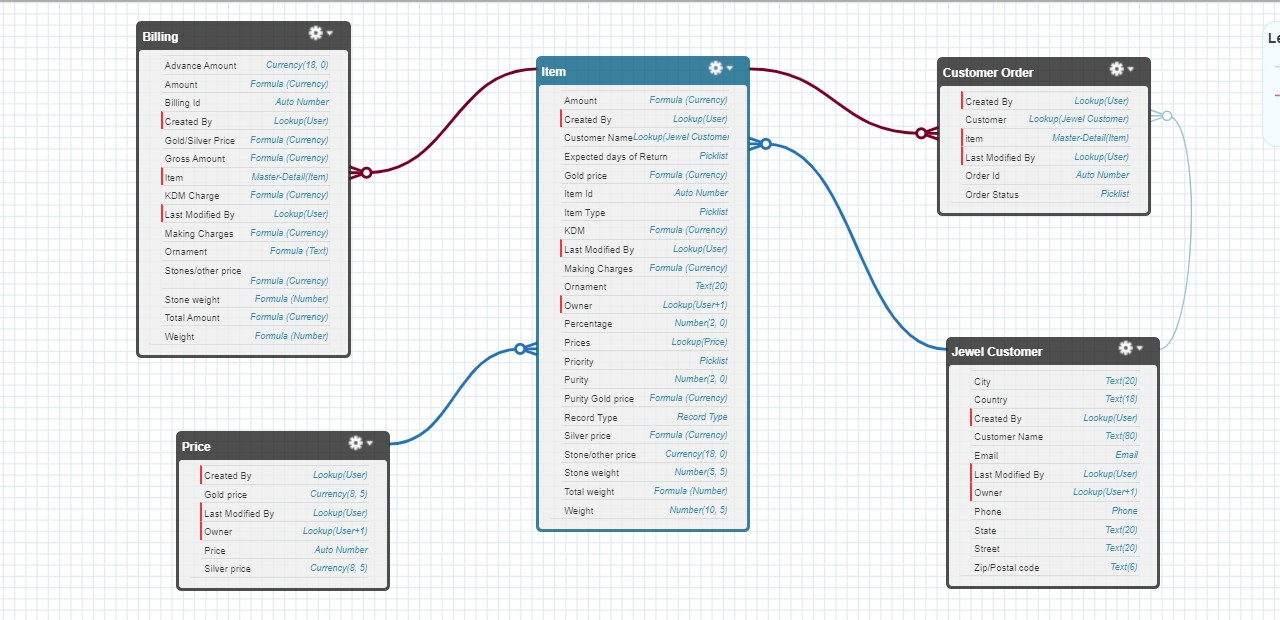 Billing
Advance Amount Currency(18, 0)
Amount Formula (Currency)
Billing Id Auto Number
Created By Lookup(User)
Gold/Silver Price Formula (Currency)
Gross Amount Formula (Currency)
Item Master-Detail(Item)
KDM Charge Formula (Currency)
Last Modified By Lookup(User)
Making Charges Formula (Currency)
Ornament Formula (Text)
Stones/other price
Formula (Currency)
Stone weight Formula (Number)
Total Amount Formula (Currency)
Weight Formula (Number)
Price
Created By Lookup(User)
Gold price Currency(8, 5)
Last Modified By Lookup(User)
Owner Lookup(User+1)
Price Auto Number
Silver price Currency(8, 5)
Item
Amount Formula (Currency)
Created By Lookup(User)
Customer Name Lookup(Jewel Customer
Expected days of Return Picklist
Gold price Formula (Currency)
Item Id Auto Number
Item Type Picklist
KDM Formula (Currency)
Last Modified By Lookup(User)
Making Charges Formula (Currency)
Ornament Text(20)
Owner Lookup(User+1)
Percentage Number(2, 0)
Prices Lookup(Price)
Priority Picklist
Purity Number(2, 0)
Purity Gold price Formula (Currency)
Record Type Record Type
Silver price Formula (Currency)
Stone/other price Currency(18, 0)
Stone weight Number(5, 5)
Total weight Formula (Number)
Weight Number(10, 5)
Customer Order
Created By Lookup(User)
Customer Lookup(Jewel Customer)
item Master-Detail(Item)
Last Modified By Lookup(User)
Order Id Auto Number
Order Status Picklist
Jewel Customer
City Text(20)
Country Text(18)
Created By Lookup(User)
Customer Name Text(80)
Email Email
Last Modified By Lookup(User)
Owner Lookup(User+1)
Phone Phone
State Text(20)
Street Text(20)
Zip/Postal code Text(6)
Le